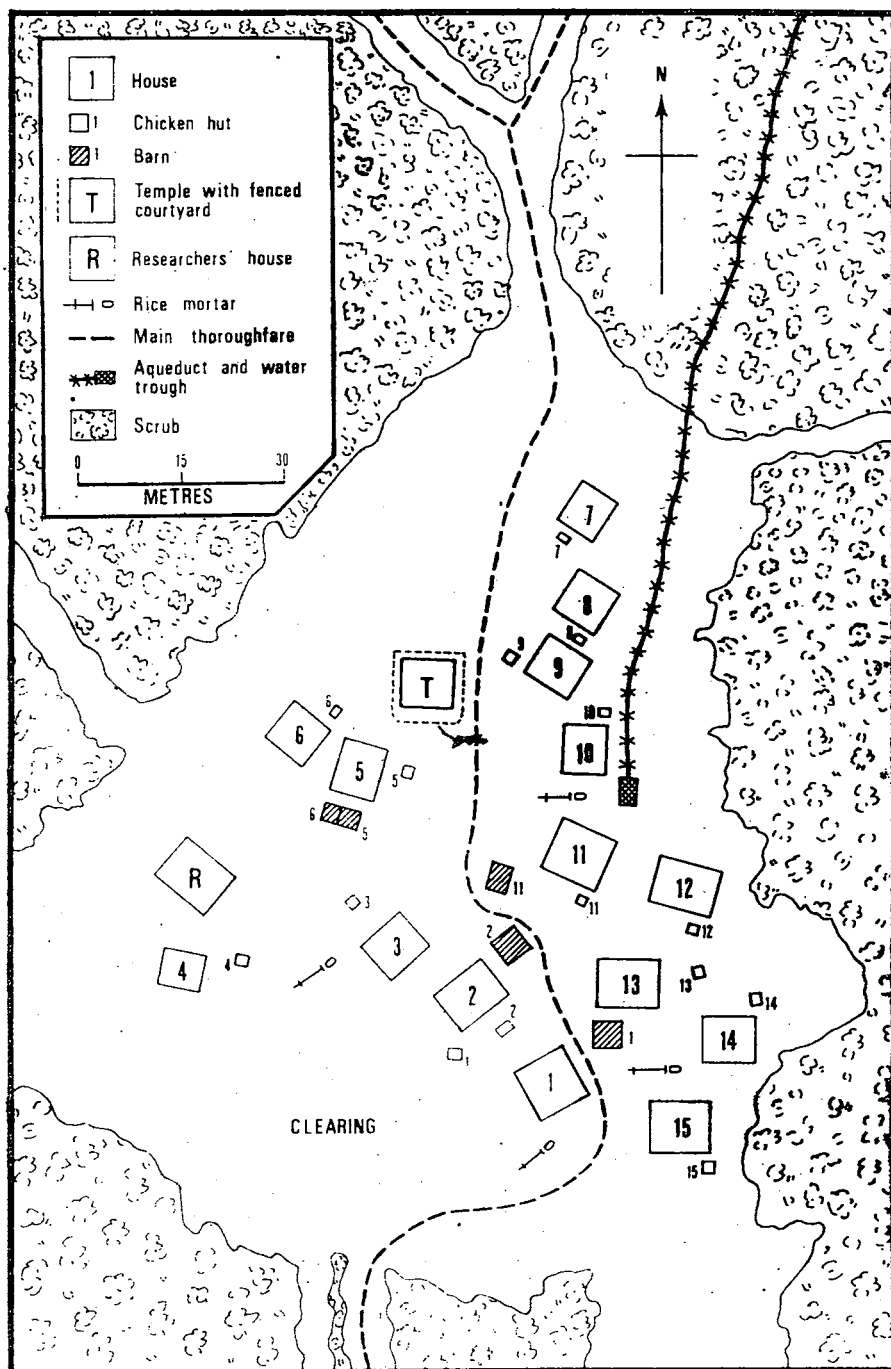 1 House
1 Chicken hut
1 Barn
T Temple with fenced
courtyard
R Researchers' house
Rice mortar
Main thoroughfare
Aqueduct and water
trough
Scrub
0 15 30
METRES
N
7
7
8
9
9
T
6
6
10
10
5
5
6
5
11
11
11
R
12
12
3
3
2
4
4
13
13
14
2
2
14
1
1
1
15
15
CLEARING